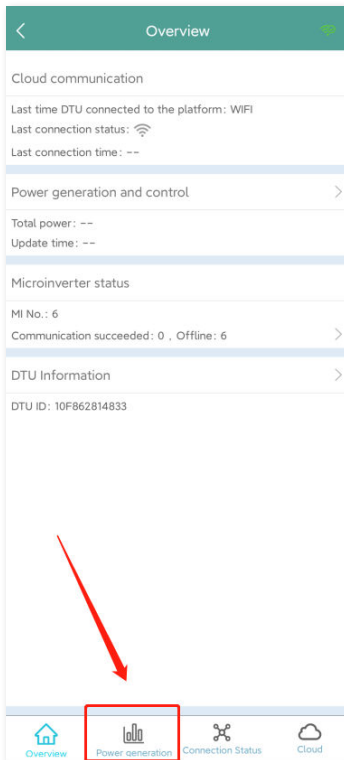 Overview
Cloud communication
Last time DTU connected to the platform: WIFI
Last connection status:
Last connection time: --
Power generation and control
Total power: --
Update time: --
Microinverter status
MI No.: 6
Communication succeeded: 0 , Offline: 6
DTU Information
DTU ID: 10F862814833
Overview
Power generation
Connection Status
Cloud